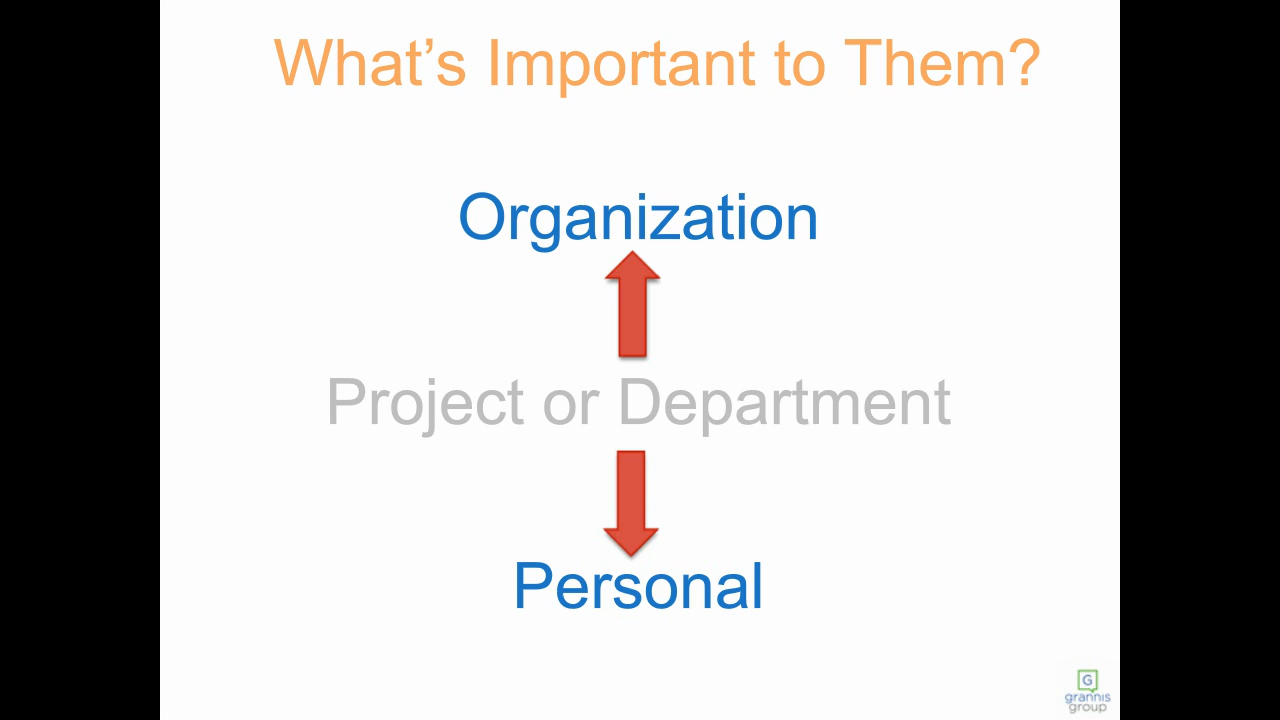 What’s Important to Them?
Organization
Project or Department
Personal
G
grannis
group